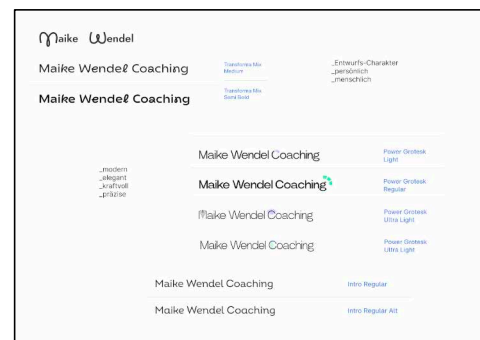 Maike Wendel
Maike Wendel Coaching
Transforma Mix
Medium
_Entwurfs-Charakter
_persönlich
_menschlich
Maike Wendel Coaching
Transforma Mix
Semi Bold
_modern
_elegant
_kraftvoll
_präzise
Maike Wendel Coaching
Power Grotesk
Light
Maike Wendel Coaching
Power Grotesk
Regular
Maike Wendel Coaching
Power Grotesk
Ultra Light
Maike Wendel Coaching
Power Grotesk
Ultra Light
Maike Wendel Coaching
Intro Regular
Maike Wendel Coaching
Intro Regular Alt